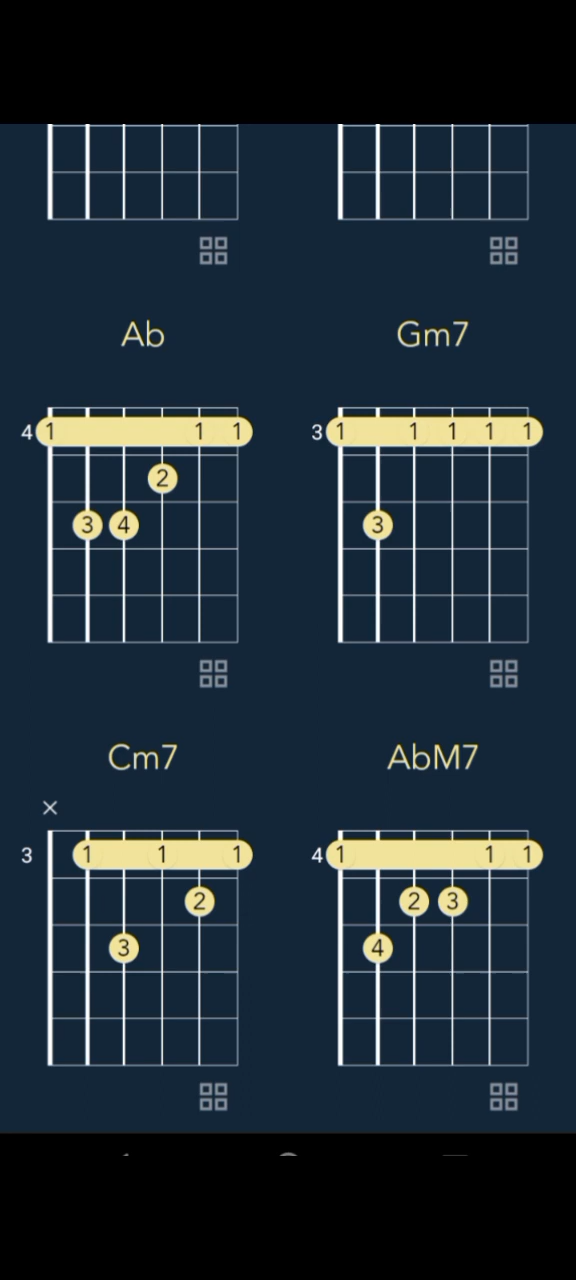 Ab Gm7
4 1 1 1 3 1 1 1 1 1
2
3 4 3
Cm7 AbM7
×
3 1 1 1 4 1 1 1
2 2 3
3 4